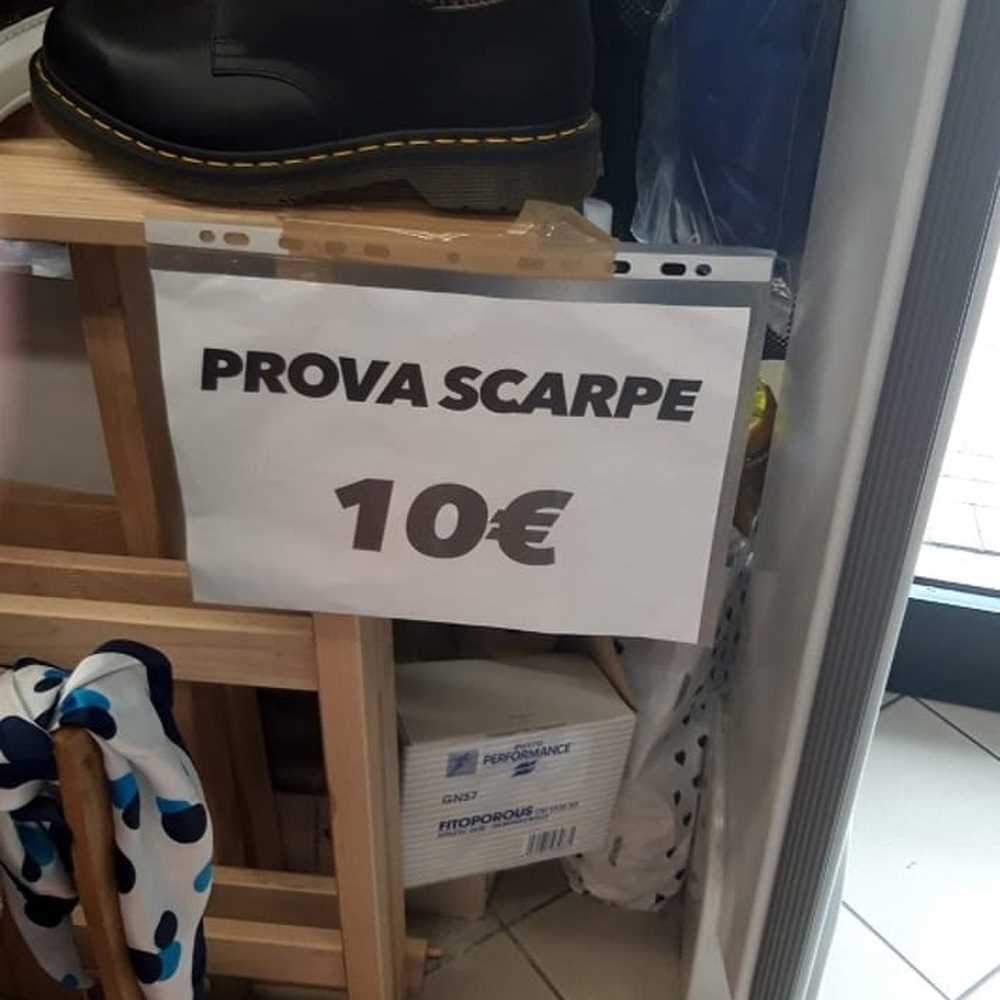 PROVA SCARPE
10€
PERFORMANCE
GN57
FITOPOROUS